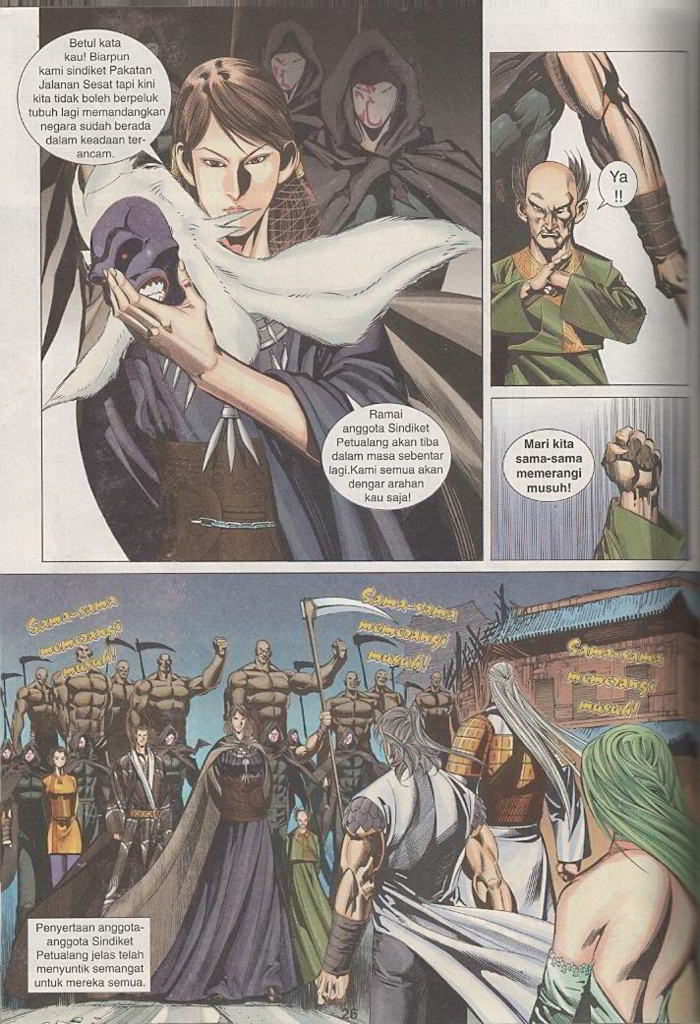 Betul kata
kau! Biarpun
kami sindiket Pakatan
Jalanan Sesat tapi kini
kita tidak boleh berpeluk
tubuh lagi memandangkan
negara sudah berada
dalam keadaan ter-
ancam.
Ya
!!
Ramai
anggota Sindiket
Petualang akan tiba
dalam masa sebentar
lagi.Kami semua akan
dengar arahan
kau saja!
Mari kita
sama-sama
memerangi
musuh!
Sama-sama
memerangi
musuh!
Sama-sama
memerangi
musuh!
Sama-sama
memerangi
musuh!
Penyertaan anggota-
anggota Sindiket
Petualang jelas telah
menyuntik semangat
untuk mereka semua.
26